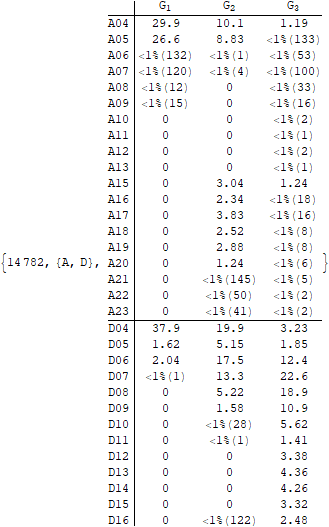 G1 G2 G3
A04 29.9 10.1 1.19
A05 26.6 8.83 <1%(133)
A06 <1%(132) <1%(1) <1%(53)
A07 <1%(120) <1%(4) <1%(100)
A08 <1%(12) 0 <1%(33)
A09 <1%(15) 0 <1%(16)
A10 0 0 <1%(2)
A11 0 0 <1%(1)
A12 0 0 <1%(2)
A13 0 0 <1%(1)
A15 0 3.04 1.24
A16 0 2.34 <1%(18)
A17 0 3.83 <1%(16)
A18 0 2.52 <1%(8)
A19 0 2.88 <1%(8)
{14782, {A, D}, A20 0 1.24 <1%(6) }
A21 0 <1%(145) <1%(5)
A22 0 <1%(50) <1%(2)
A23 0 <1%(41) <1%(2)
D04 37.9 19.9 3.23
D05 1.62 5.15 1.85
D06 2.04 17.5 12.4
D07 <1%(1) 13.3 22.6
D08 0 5.22 18.9
D09 0 1.58 10.9
D10 0 <1%(28) 5.62
D11 0 <1%(1) 1.41
D12 0 0 3.38
D13 0 0 4.36
D14 0 0 4.26
D15 0 0 3.32
D16 0 <1%(122) 2.48